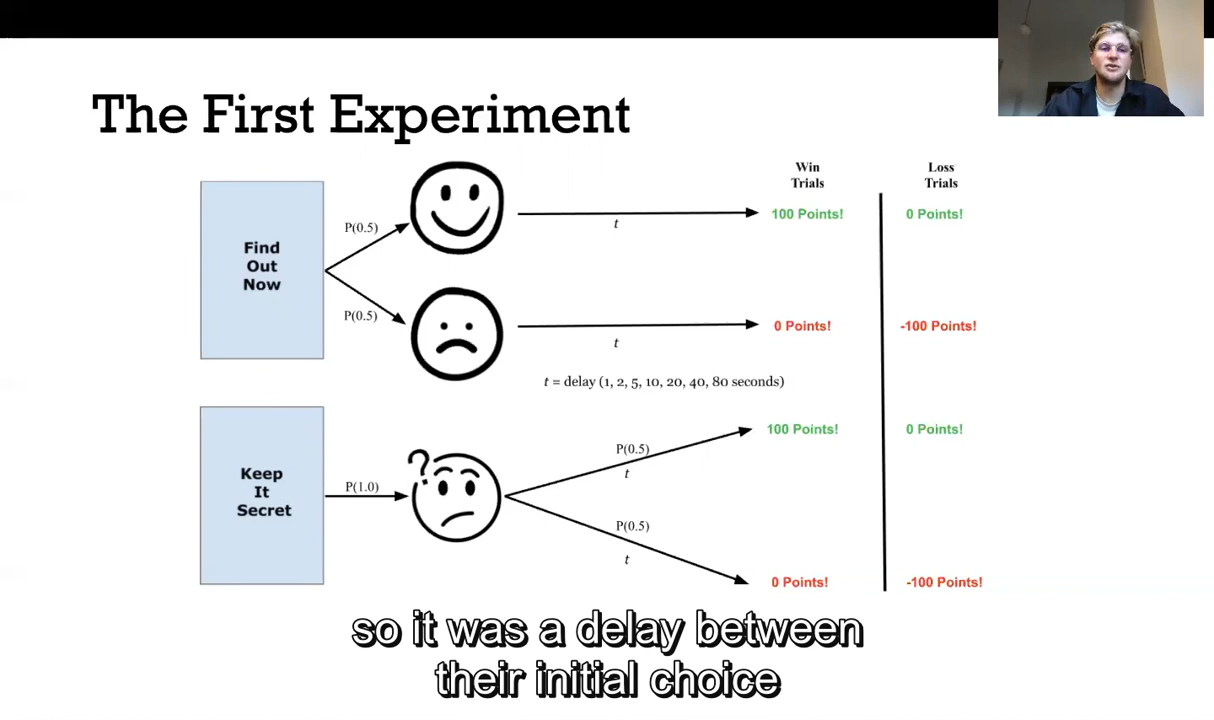 The First Experiment
Win
Trials
Loss
Trials
Find
Out
Now
P(0.5)
P(0.5)
t
100 Points!
0 Points!
t
0 Points!
-100 Points!
t = delay (1, 2, 5, 10, 20, 40, 80 seconds)
Keep
It
Secret
P(1.0)
?
P(0.5)
t
100 Points!
0 Points!
P(0.5)
t
0 Points!
-100 Points!
so it was a delay between
their initial choice